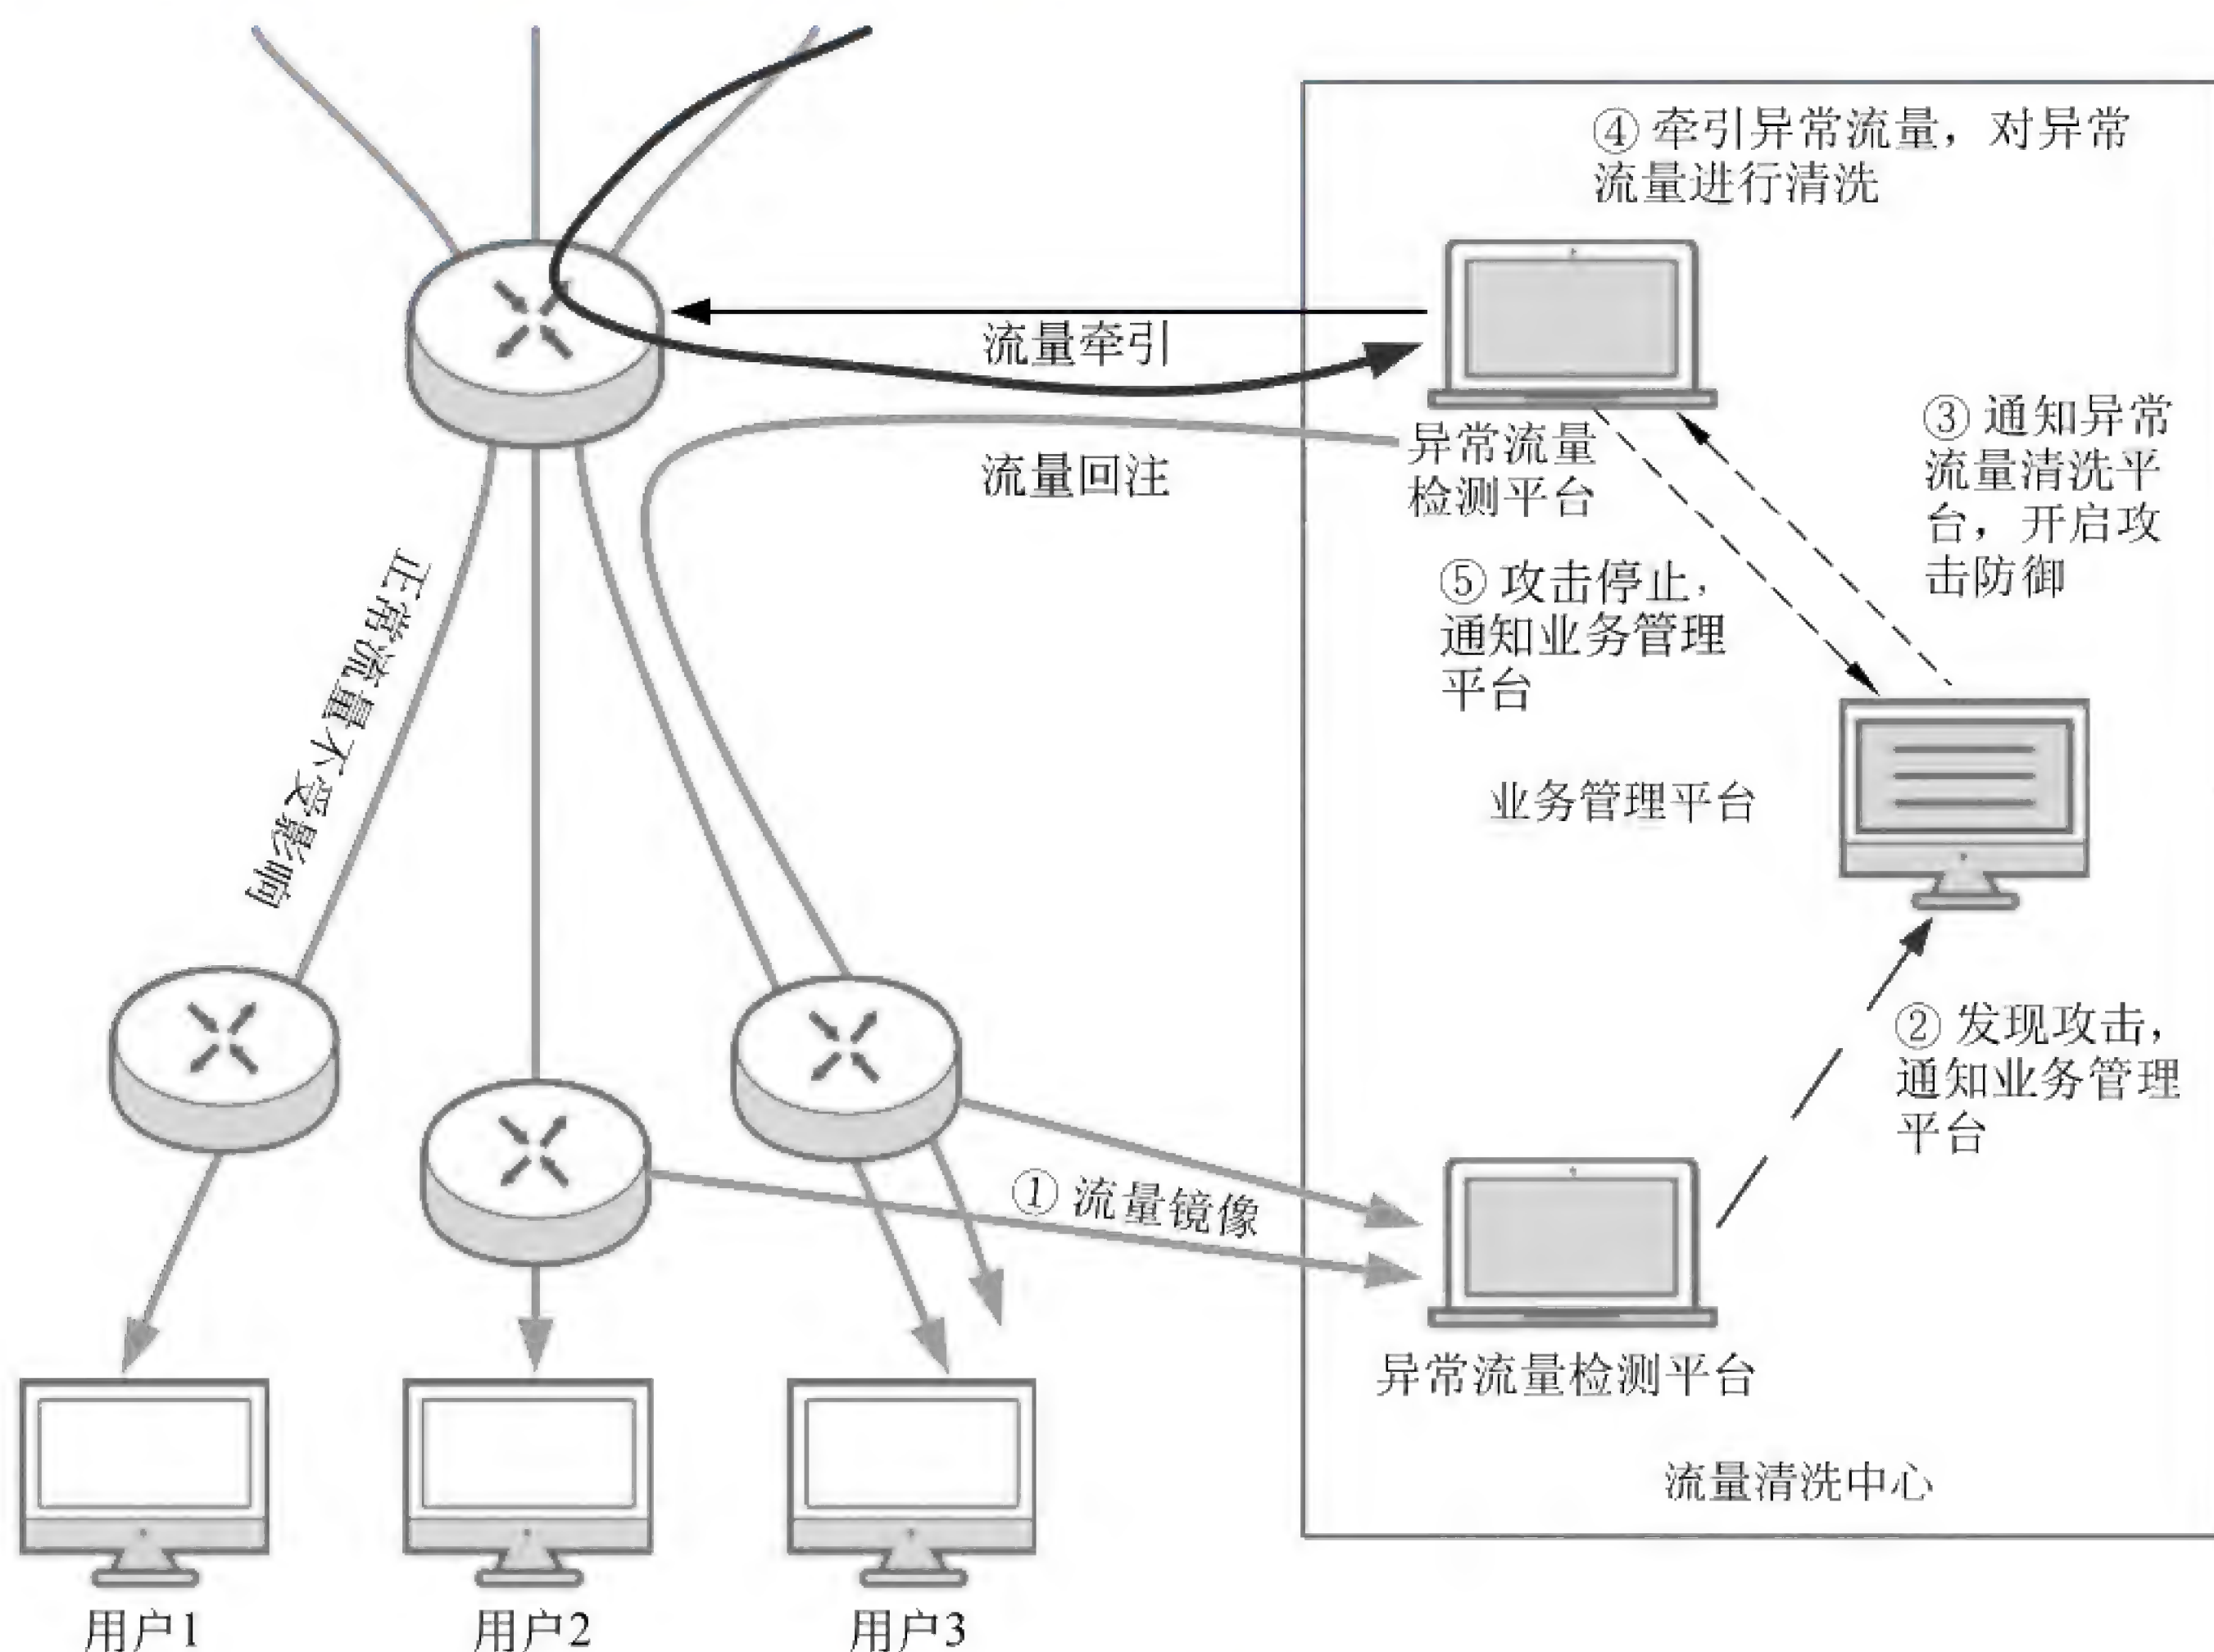 ④ 牵引异常流量，对异常
流量进行清洗
流量牵引
流量回注
异常流量
检测平台
③ 通知异常
流量清洗平
台，开启攻
击防御
⑤ 攻击停止，
通知业务管理
平台
正常流量不受影响
业务管理平台
② 发现攻击，
通知业务管理
平台
① 流量镜像
异常流量检测平台
流量清洗中心
用户1
用户2
用户3